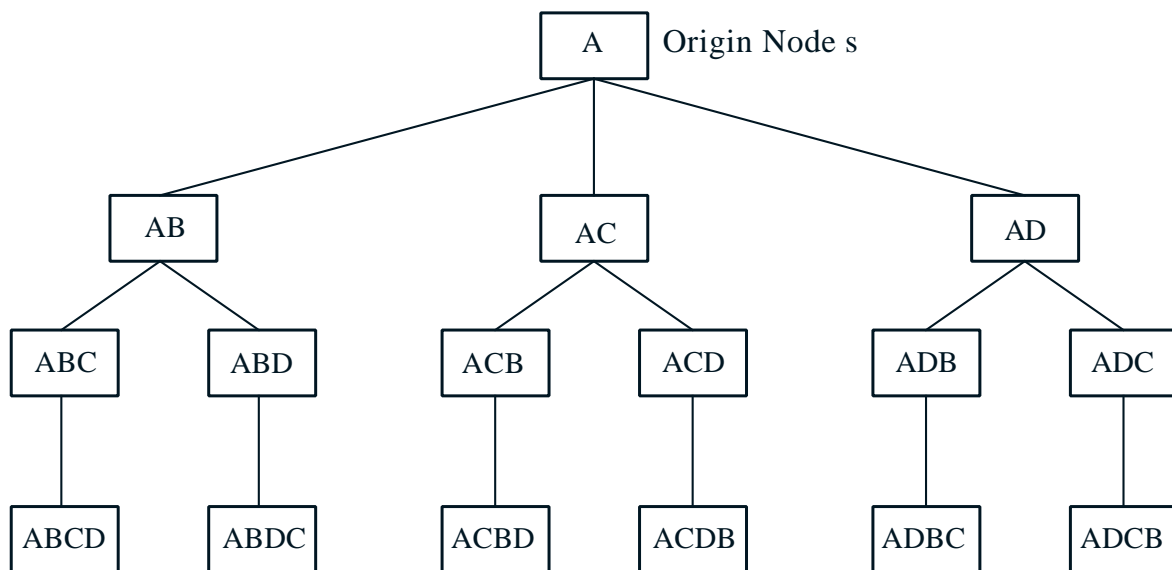 A Origin Node s
AB AC AD
ABC ABD ACB ACD ADB ADC
ABCD ABDC ACBD ACDB ADBC ADCB